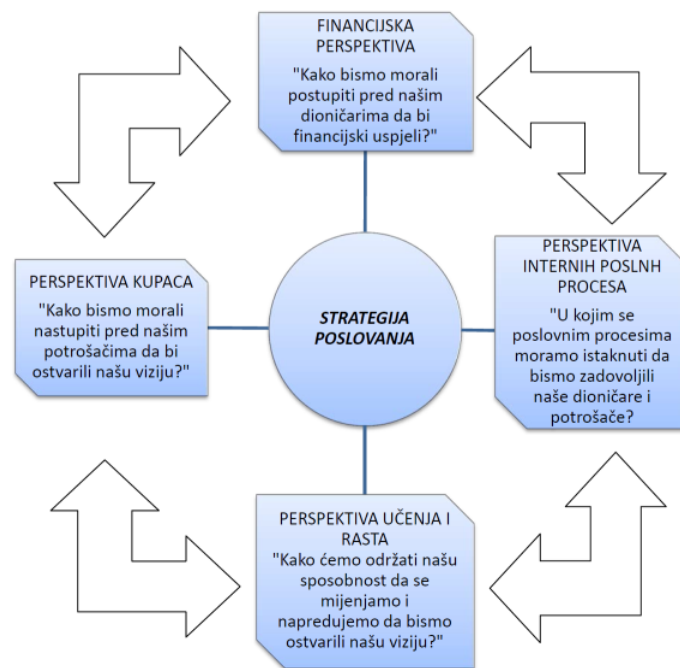 FINANCIJSKA
PERSPEKTIVA
"Kako bismo morali
postupiti pred našim
dioničarima da bi
financijski uspjeli?"
PERSPEKTIVA KUPACA
"Kako bismo morali
nastupiti pred našim
potrošačima da bi
ostvarili našu viziju?"
STRATEGIJA
POSLOVANJA
PERSPEKTIVA
INTERNIH POSLNH
PROCESA
"U kojim se
poslovnim procesima
moramo istaknuti da
bismo zadovoljili
naše dioničare i
potrošače?
PERSPEKTIVA UČENJA I
RASTA
"Kako ćemo održati našu
sposobnost da se
mijenjamo i
napredujemo da bismo
ostvarili našu viziju?"